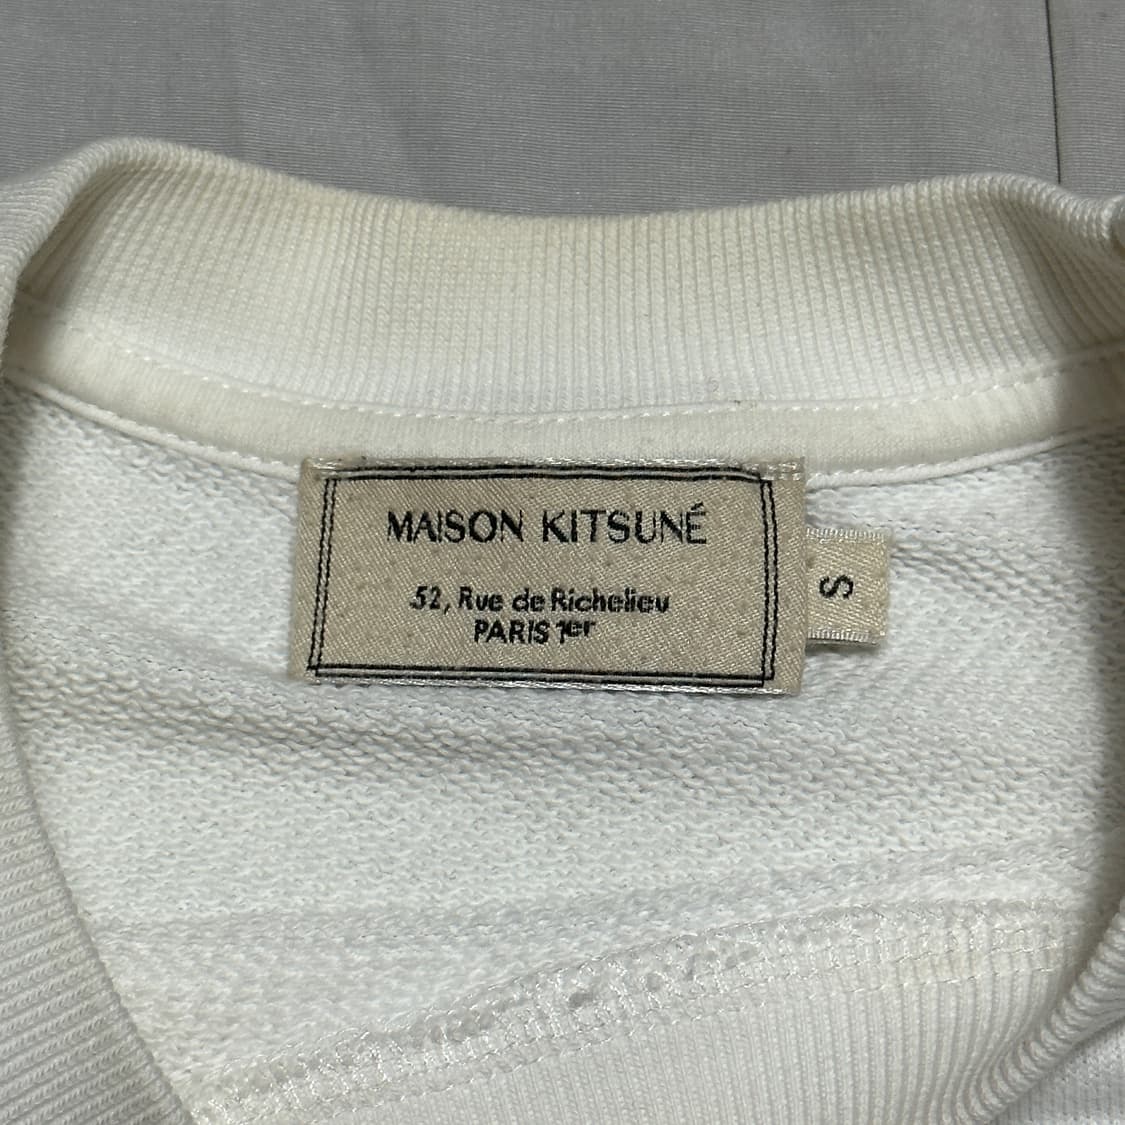 MAISON KITSUNÉ
52, Rue de Richelieu
PARIS 1er
S